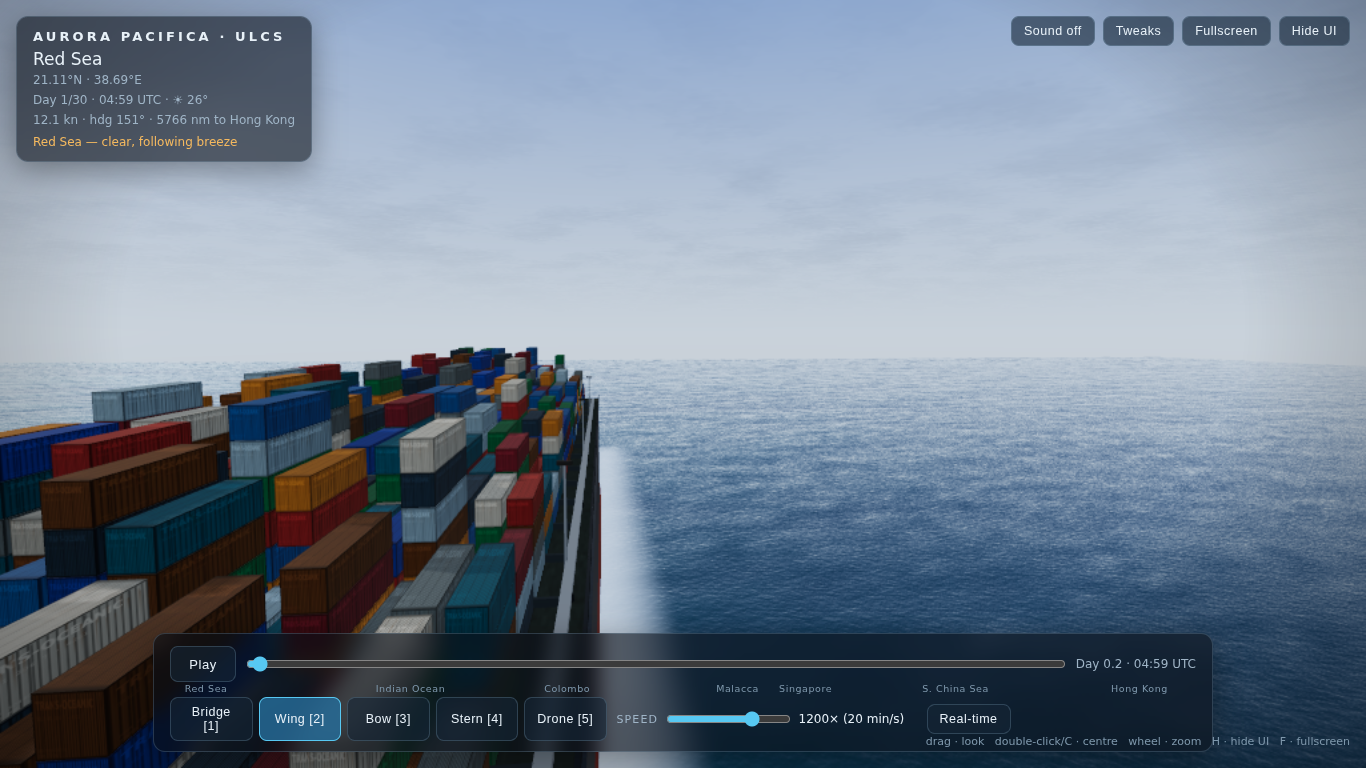 AURORA PACIFICA · ULCS
Red Sea
21.11°N · 38.69°E
Day 1/30 · 04:59 UTC · ☀ 26°
12.1 kn · hdg 151° · 5766 nm to Hong Kong
Red Sea — clear, following breeze
Sound off Tweaks Fullscreen Hide UI
Play Day 0.2 · 04:59 UTC
Red Sea Indian Ocean Colombo Malacca Singapore S. China Sea Hong Kong
Bridge [1] Wing [2] Bow [3] Stern [4] Drone [5] SPEED 1200× (20 min/s) Real-time
drag · look double-click/C · centre wheel · zoom H · hide UI F · fullscreen